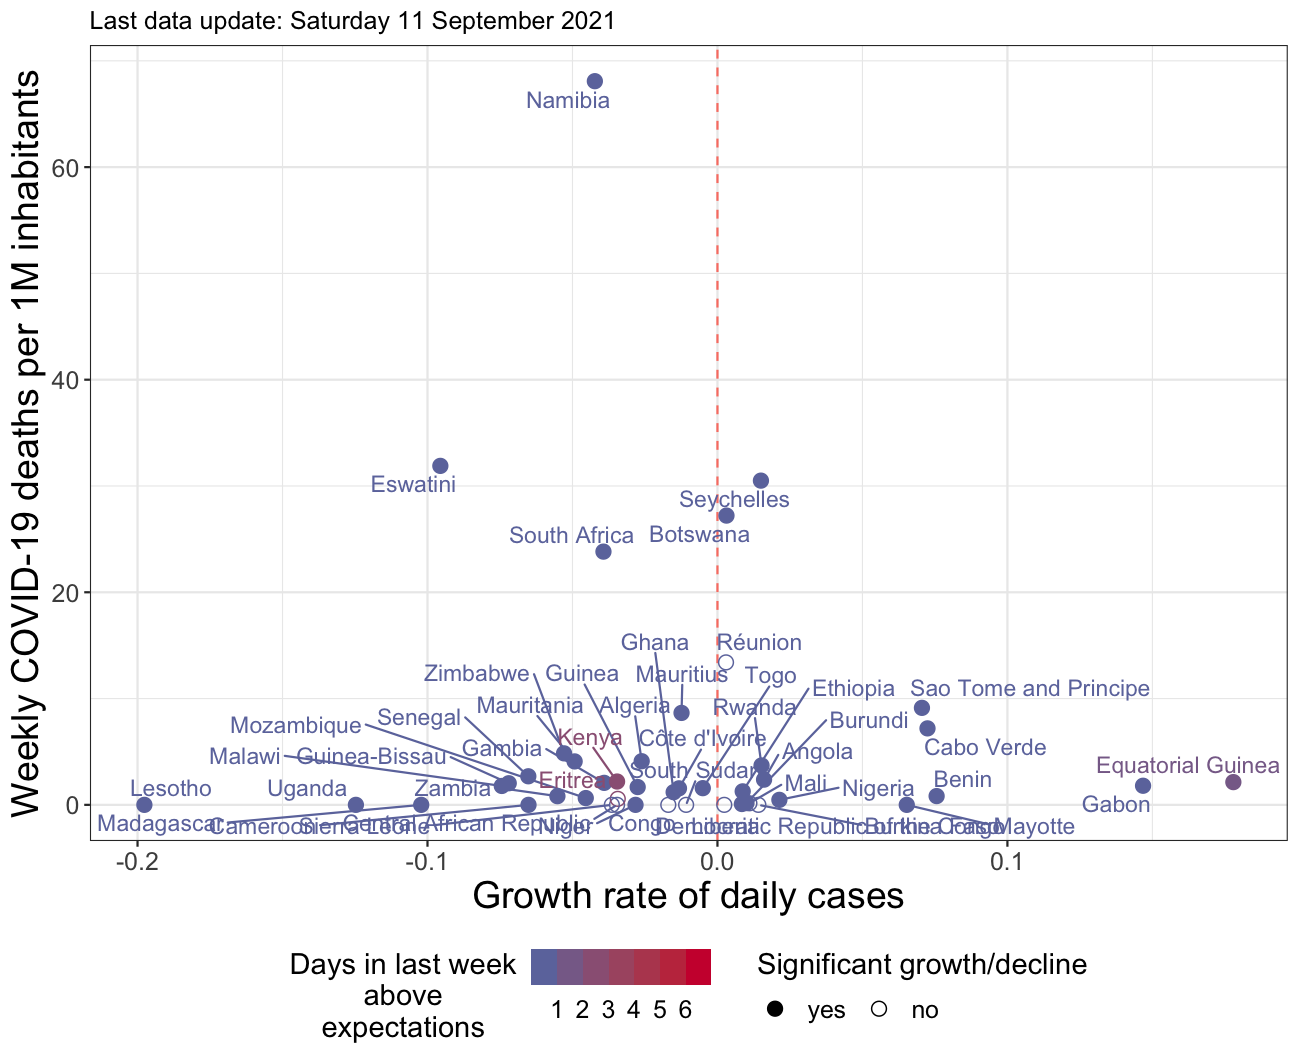 Last data update: Saturday 11 September 2021
Weekly COVID-19 deaths per 1M inhabitants
Namibia
60
40
Eswatini
Seychelles
South Africa
Botswana
20
Ghana
Réunion
Zimbabwe
Guinea
Mauritius
Togo
Ethiopia
Sao Tome and Principe
Mauritania
Algeria
Rwanda
Senegal
Burundi
Mozambique
Kenya
Côte d'Ivoire
Gambia
Cabo Verde
Angola
Malawi
Guinea-Bissau
Equatorial Guinea
South Sudan
Eritrea
Benin
Mali
Lesotho
Uganda
Zambia
Nigeria
Gabon
0
Madagascar
Cameroon
Sierra Leone
Central African Republic
Niger
Congo
Democratic Republic of the Congo
Liberia
Burkina Faso
Mayotte
-0.2
-0.1
0.0
0.1
Growth rate of daily cases
Days in last week
above
expectations
1 2 3 4 5 6
Significant growth/decline
yes
no